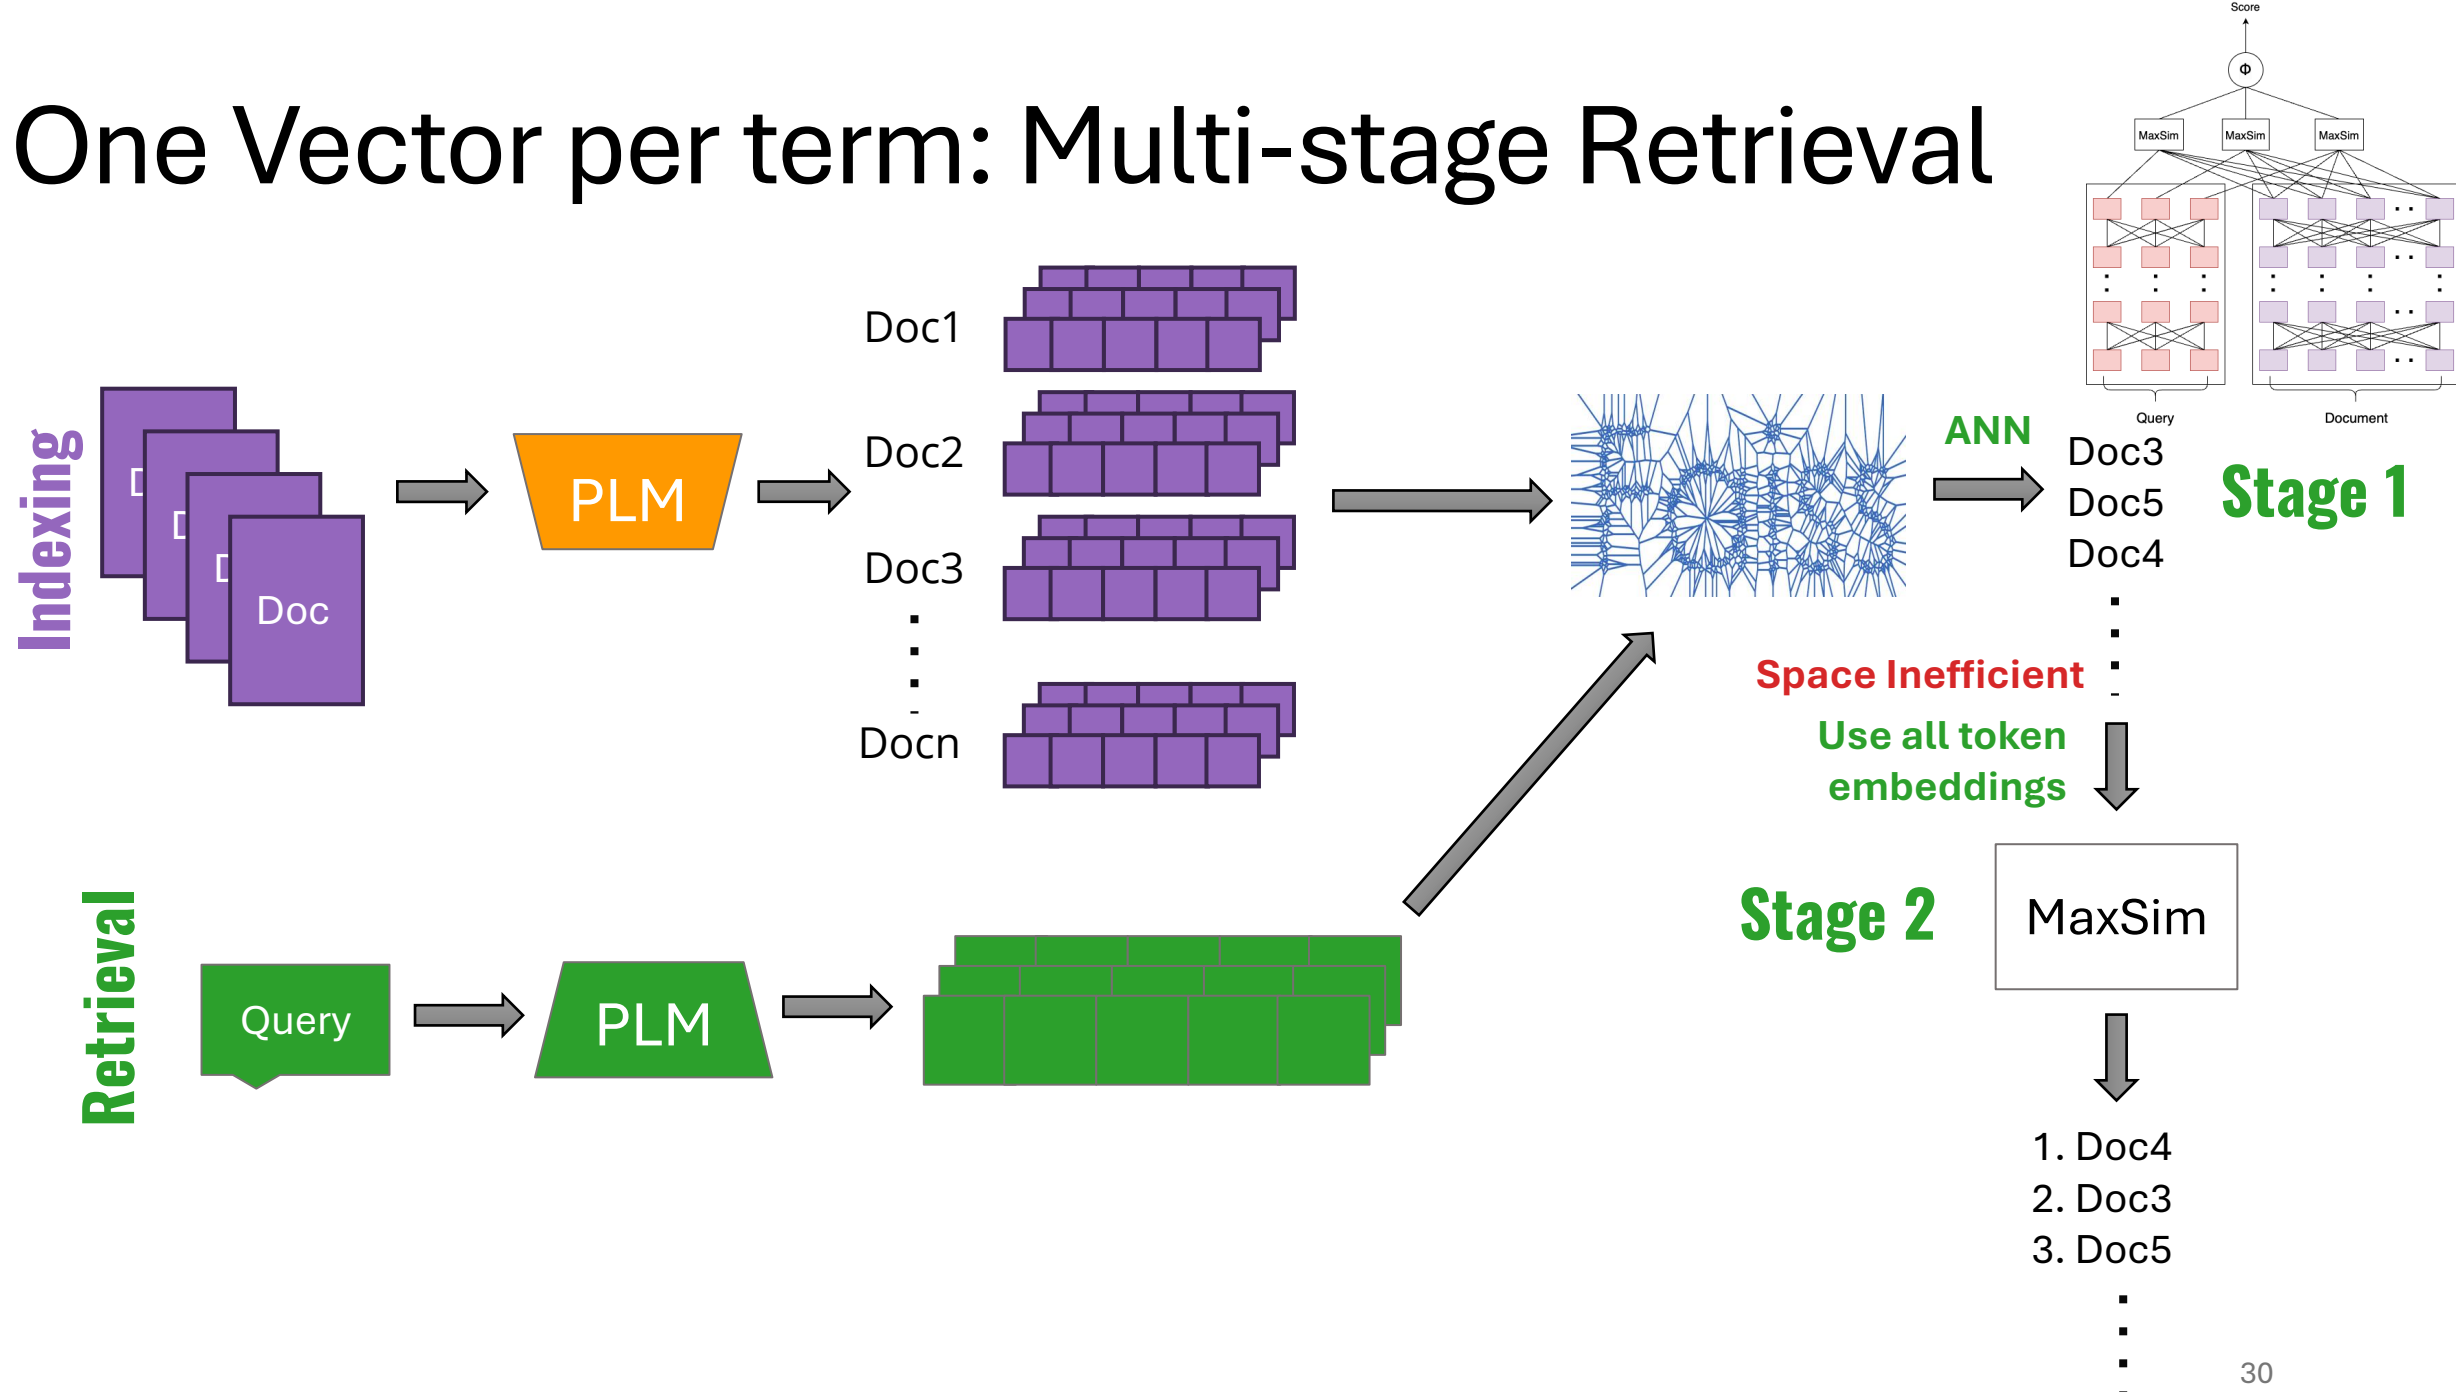 One Vector per term: Multi-stage Retrieval
Score
Φ
MaxSim
MaxSim
MaxSim
Query
Document
Indexing
D
D
D
Doc
PLM
Doc1
Doc2
Doc3
Docn
ANN
Doc3
Doc5
Doc4
Stage 1
Space Inefficient
Use all token
embeddings
Retrieval
Query
PLM
Stage 2
MaxSim
1. Doc4
2. Doc3
3. Doc5
30